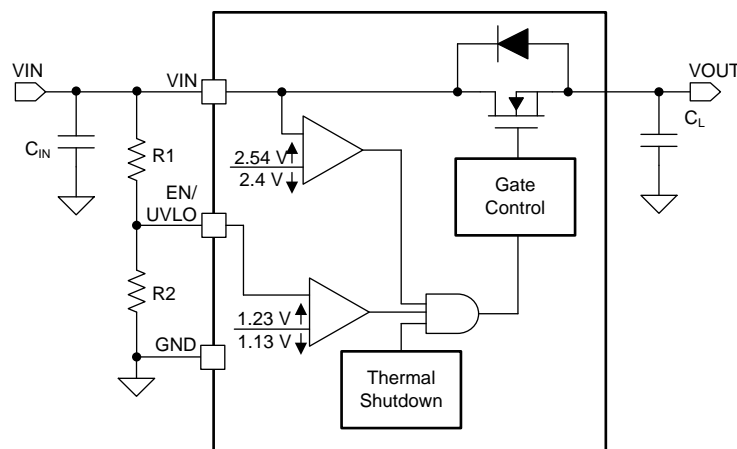 VIN
VIN
VOUT
C_IN
R1
2.54 V
2.4 V
C_L
EN/
UVLO
Gate
Control
R2
1.23 V
1.13 V
GND
Thermal
Shutdown